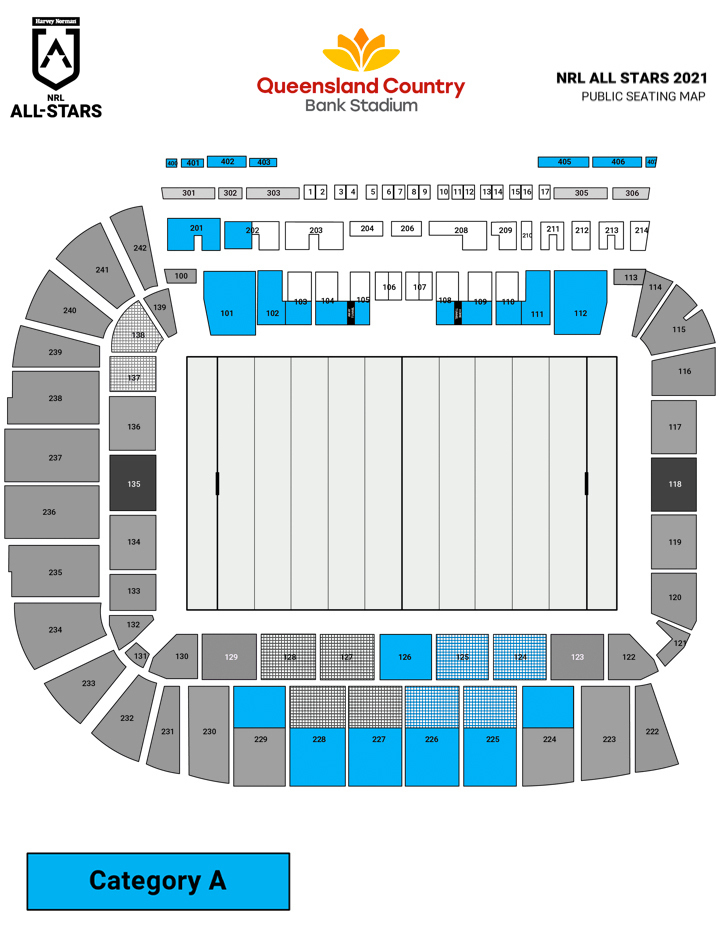 Harvey Norman
NRL
ALL-STARS
Queensland Country
Bank Stadium
NRL ALL STARS 2021
PUBLIC SEATING MAP
400 401 402 403 405 406 407
301 302 303 1 2 3 4 5 6 7 8 9 10 11 12 13 14 15 16 17 305 306
201 202 203 204 206 208 209 210 211 212 213 214
242
241
240
239
238
237
236
235
234
233
232
231
100 101 102 103 104 105 106 107 108 109 110 111 112 113
114
115
116
139
138
137
136 117
135 118
134 119
133 120
132
131 130 129 128 127 126 125 124 123 122 121
230 229 228 227 226 225 224 223 222
Category A